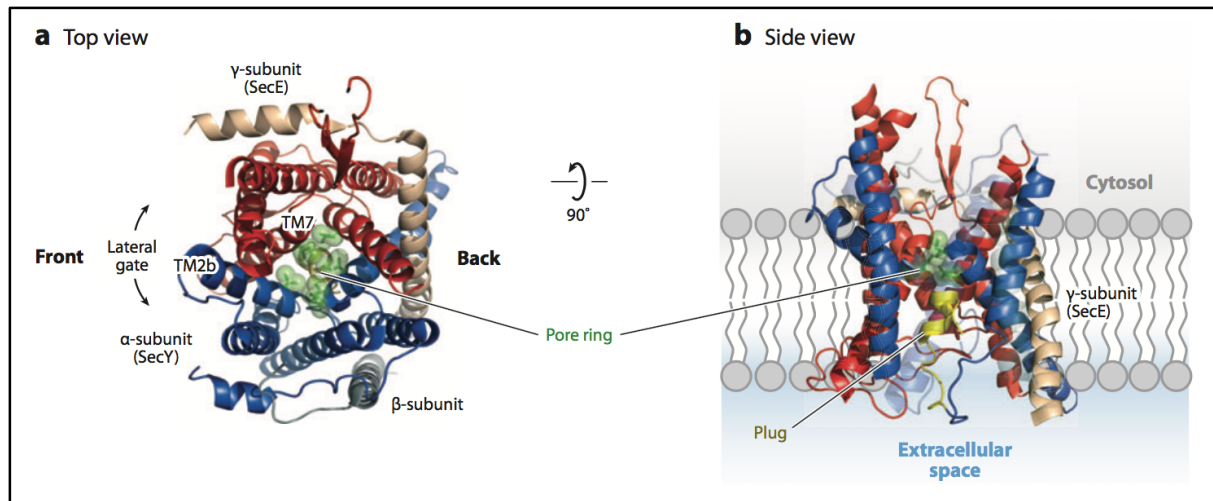 a Top view
γ-subunit
(SecE)
TM7
Front
Lateral
gate
TM2b
Back
α-subunit
(SecY)
β-subunit
90°
Pore ring
b Side view
Cytosol
γ-subunit
(SecE)
Plug
Extracellular
space